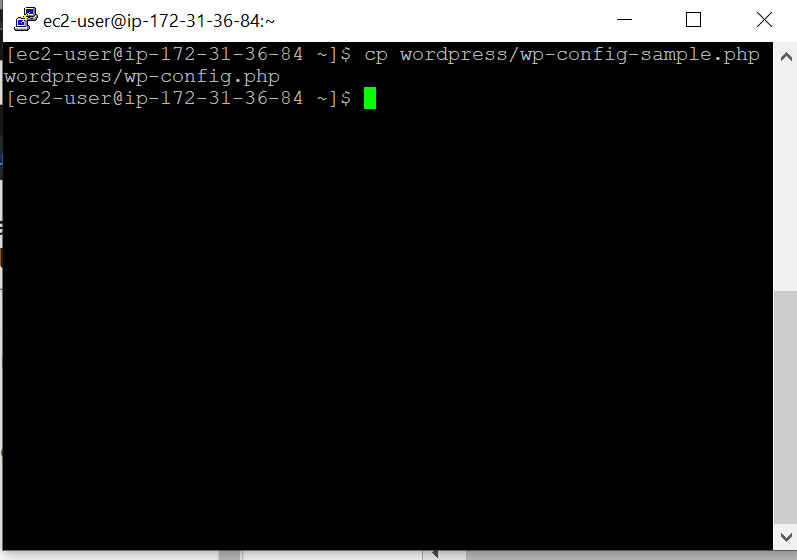 ec2-user@ip-172-31-36-84:~
[ec2-user@ip-172-31-36-84 ~]$ cp wordpress/wp-config-sample.php
wordpress/wp-config.php
[ec2-user@ip-172-31-36-84 ~]$